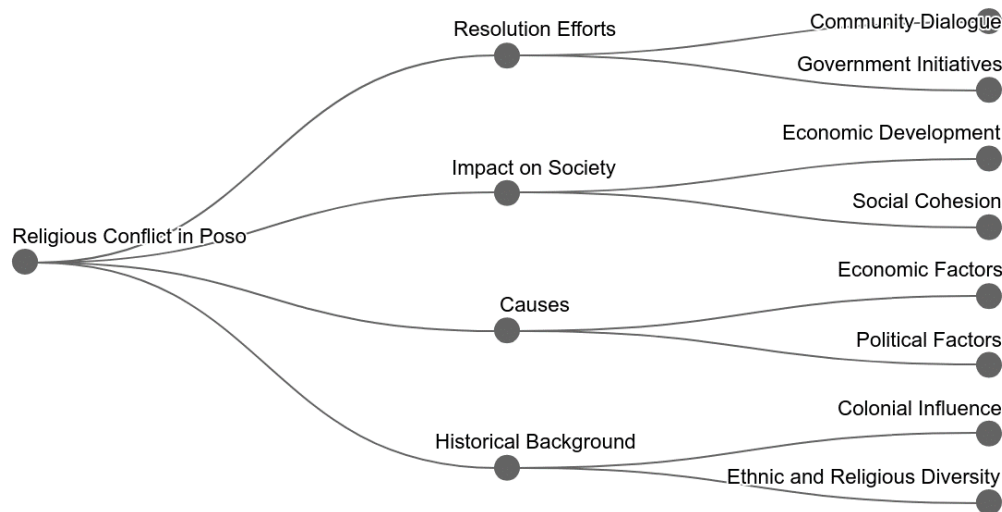 Resolution Efforts
Community Dialogue
Government Initiatives
Economic Development
Impact on Society
Social Cohesion
Religious Conflict in Poso
Economic Factors
Causes
Political Factors
Colonial Influence
Historical Background
Ethnic and Religious Diversity